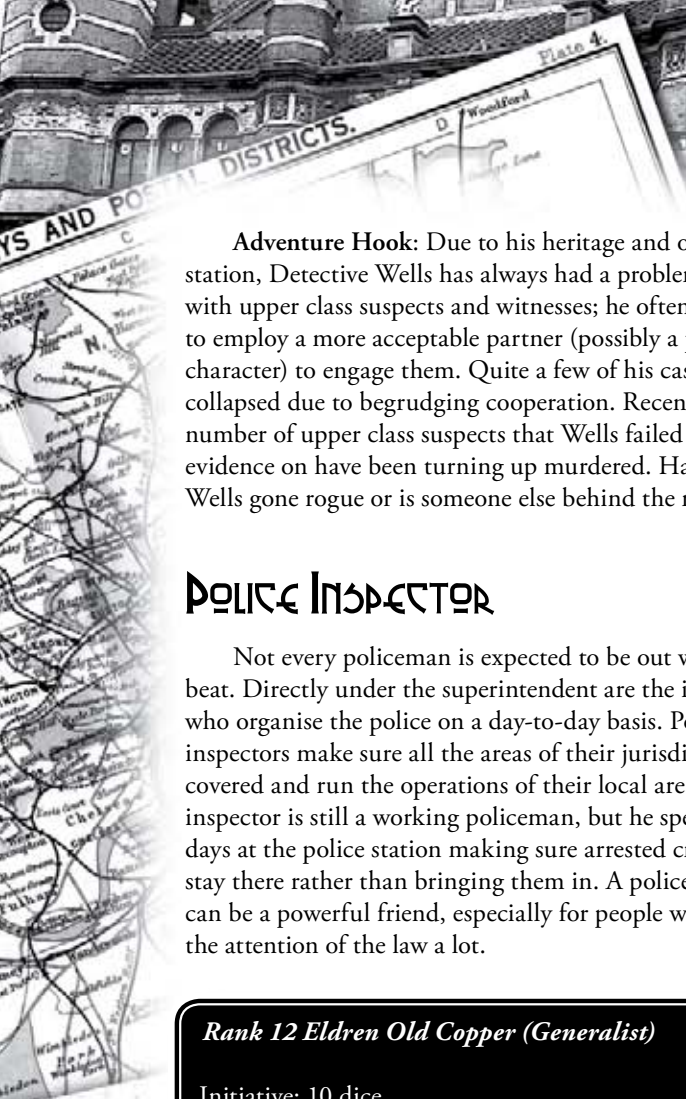 Plate 4.
DISTRICTS.
D
Woodford
YS AND
C
N.
Adventure Hook: Due to his heritage and o
station, Detective Wells has always had a problem
with upper class suspects and witnesses; he often
to employ a more acceptable partner (possibly a p
character) to engage them. Quite a few of his cas
collapsed due to begrudging cooperation. Recen
number of upper class suspects that Wells failed
evidence on have been turning up murdered. Ha
Wells gone rogue or is someone else behind the
Police Inspector
Not every policeman is expected to be out w
beat. Directly under the superintendent are the i
who organise the police on a day-to-day basis. Po
inspectors make sure all the areas of their jurisdi
covered and run the operations of their local are
inspector is still a working policeman, but he spe
days at the police station making sure arrested cr
stay there rather than bringing them in. A police
can be a powerful friend, especially for people w
the attention of the law a lot.
Rank 12 Eldren Old Copper (Generalist)
Initiative: 10 dice